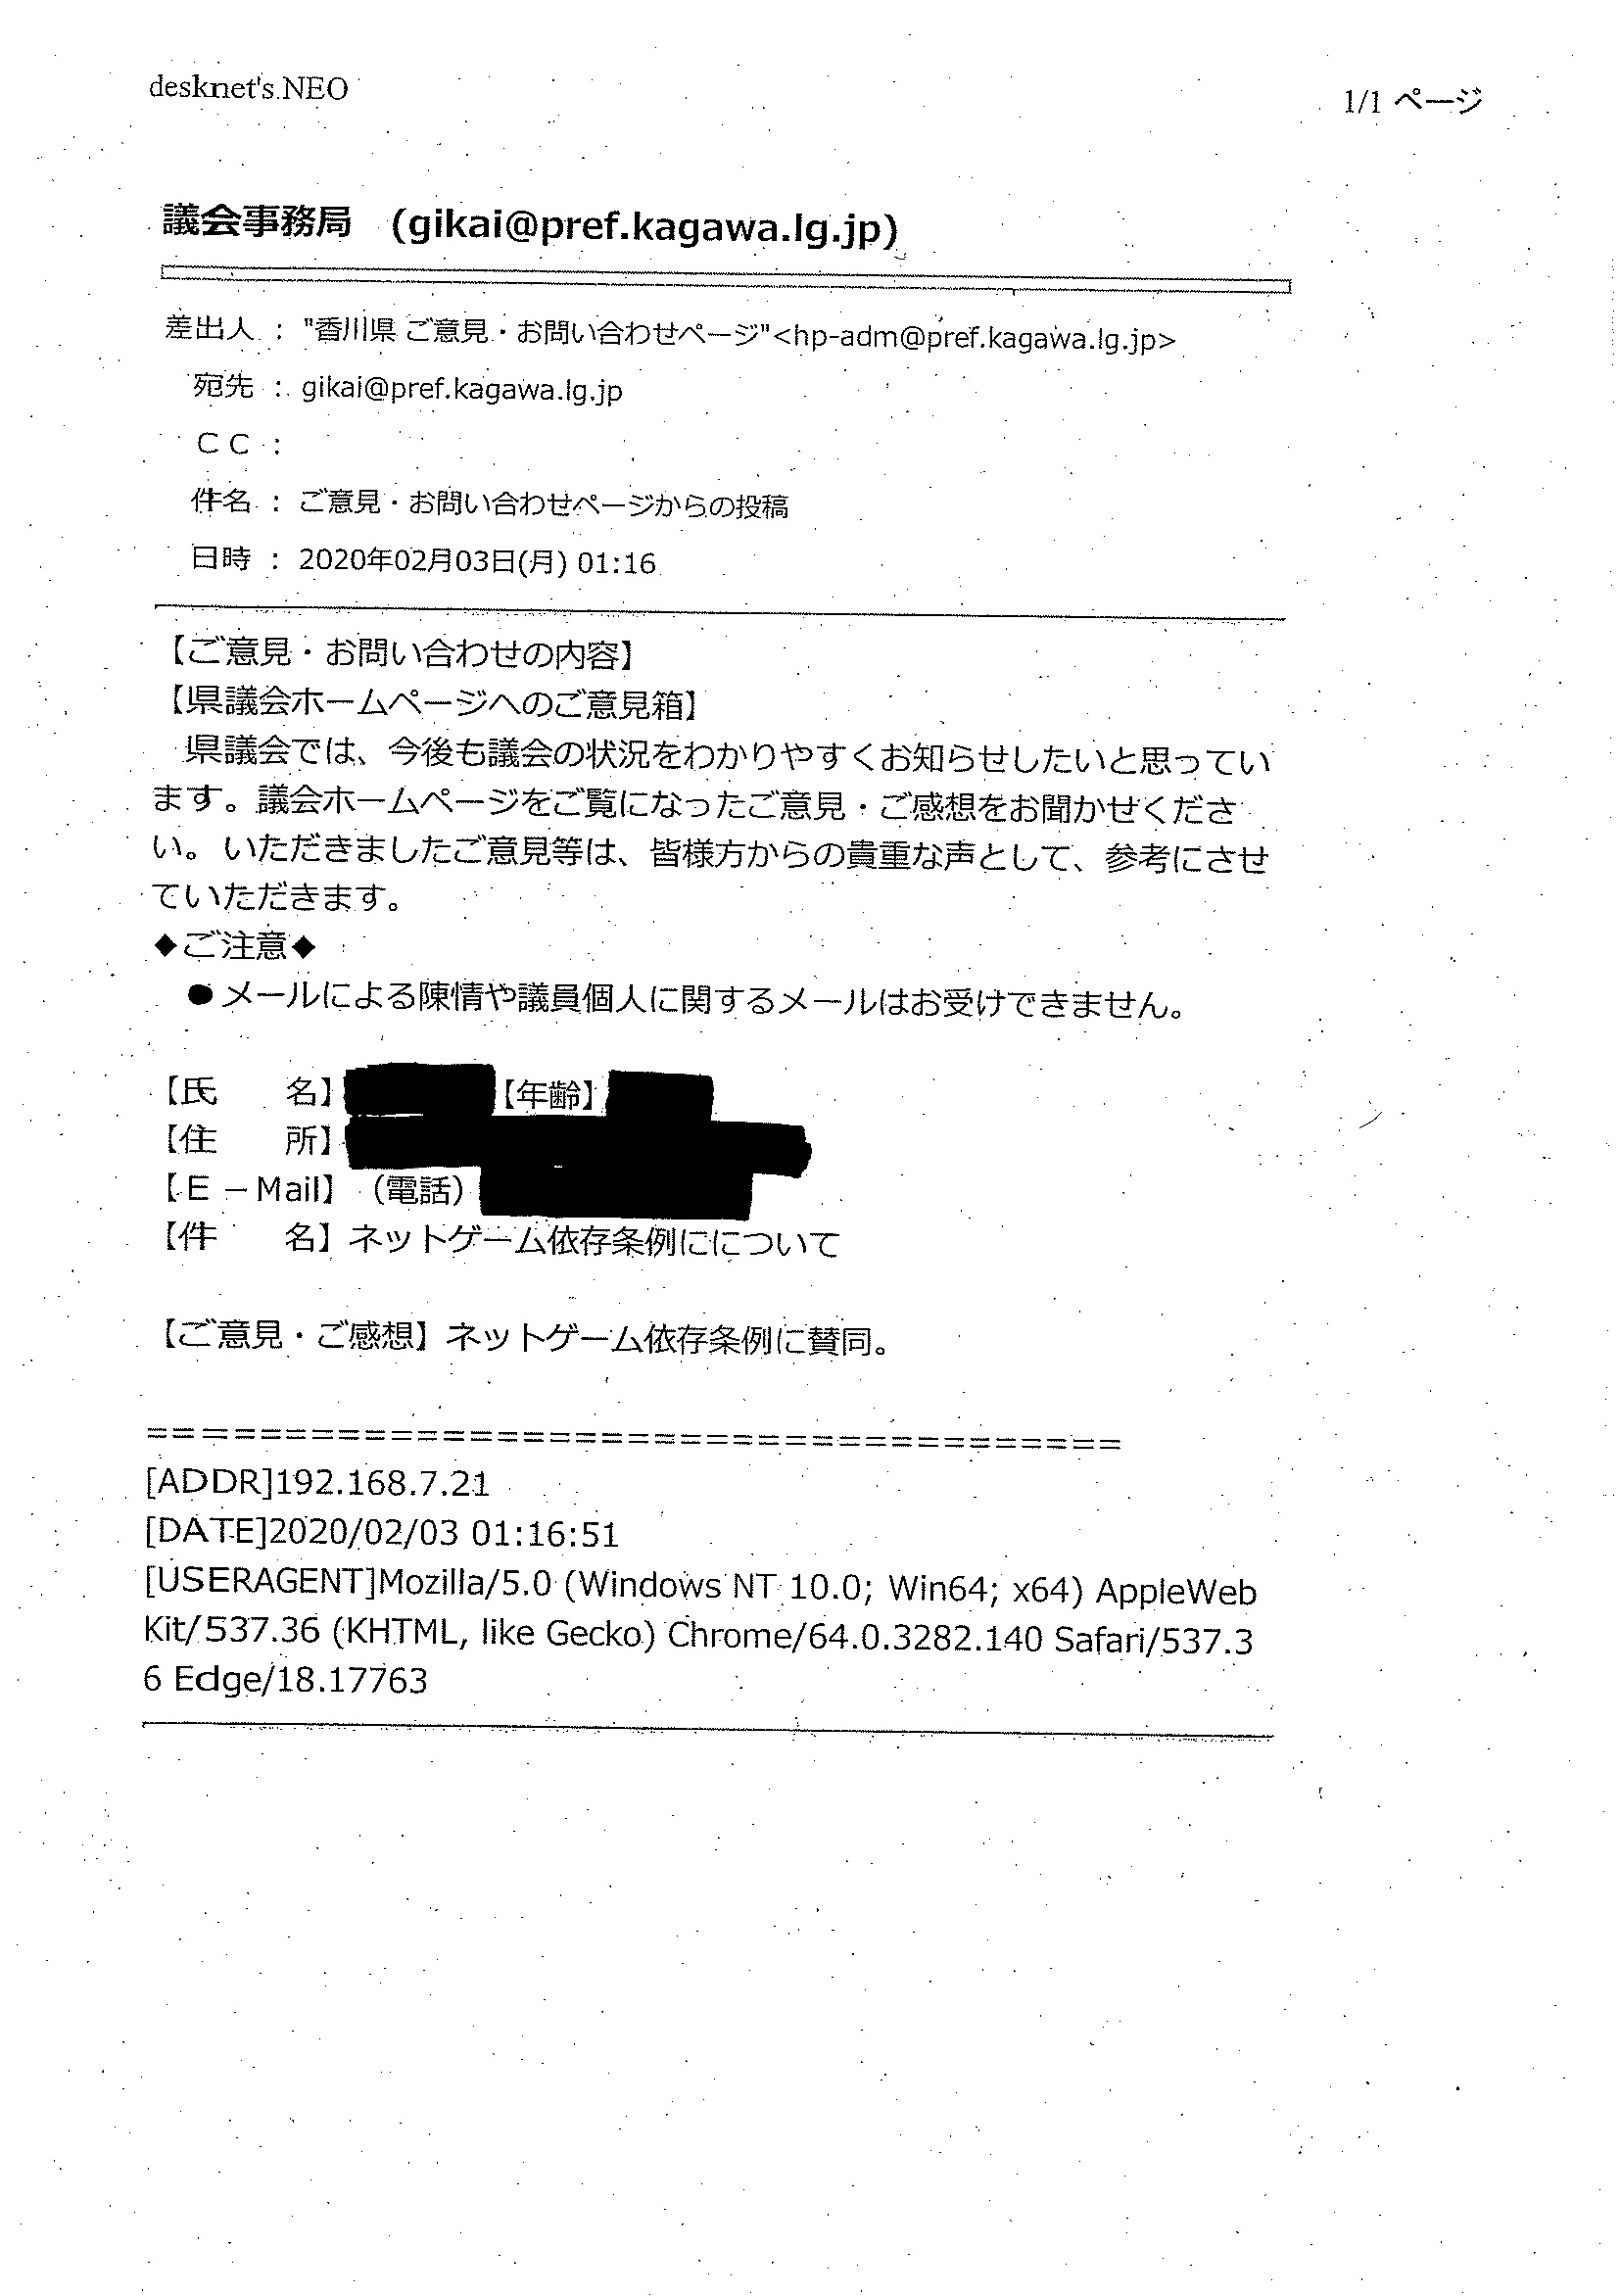 desknet's NEO
1/1 ページ
議会事務局 (gikai@pref.kagawa.lg.jp)
差出人 : "香川県 ご意見・お問い合わせページ"<hp-adm@pref.kagawa.lg.jp>
宛先 : gikai@pref.kagawa.lg.jp
ＣＣ :
件名 : ご意見・お問い合わせページからの投稿
日時 : 2020年02月03日(月) 01:16
【ご意見・お問い合わせの内容】
【県議会ホームページへのご意見箱】
　県議会では、今後も議会の状況をわかりやすくお知らせしたいと思ってい
ます。議会ホームページをご覧になったご意見・ご感想をお聞かせくださ
い。いただきましたご意見等は、皆様方からの貴重な声として、参考にさせ
ていただきます。
◆ご注意◆
　●メールによる陳情や議員個人に関するメールはお受けできません。
【氏　　名】【年齢】
【住　　所】
【Ｅ－Mail】（電話）
【件　　名】ネットゲーム依存条例にについて
【ご意見・ご感想】ネットゲーム依存条例に賛同。
=====================================
[ADDR]192.168.7.21
[DATE]2020/02/03 01:16:51
[USERAGENT]Mozilla/5.0 (Windows NT 10.0; Win64; x64) AppleWeb
Kit/537.36 (KHTML, like Gecko) Chrome/64.0.3282.140 Safari/537.3
6 Edge/18.17763